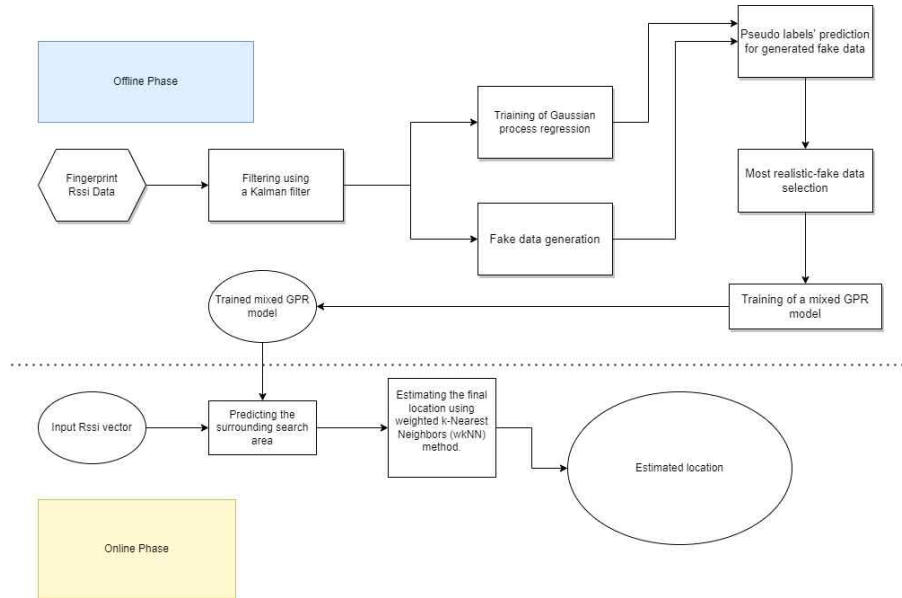 Offline Phase
Fingerprint
Rssi Data
Filtering using
a Kalman filter
Triaining of Gaussian
process regression
Fake data generation
Pseudo labels' prediction
for generated fake data
Most realistic-fake data
selection
Training of a mixed GPR
model
Trained mixed GPR
model
Input Rssi vector
Predicting the
surrounding search
area
Estimating the final
location using
weighted k-Nearest
Neighbors (wkNN)
method.
Estimated location
Online Phase